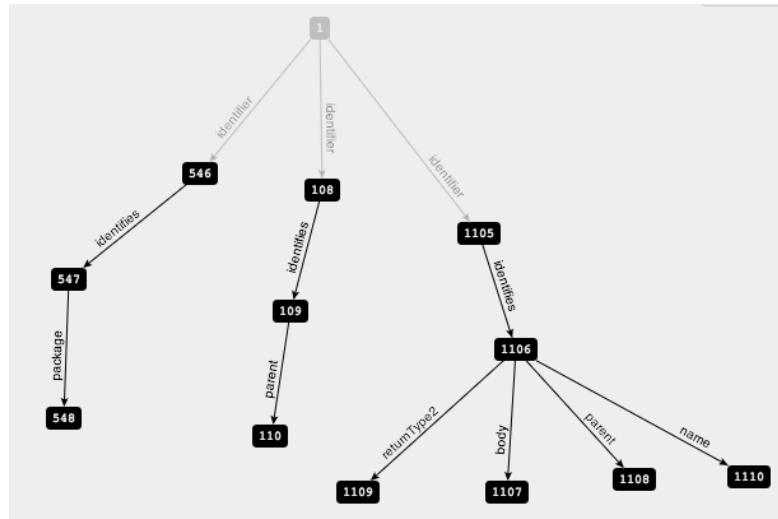 1
identifier
identifier
identifier
546
108
1105
identifies
identifies
identifies
547
109
1106
package
parent
returnType2
body
parent
name
548
110
1109
1107
1108
1110